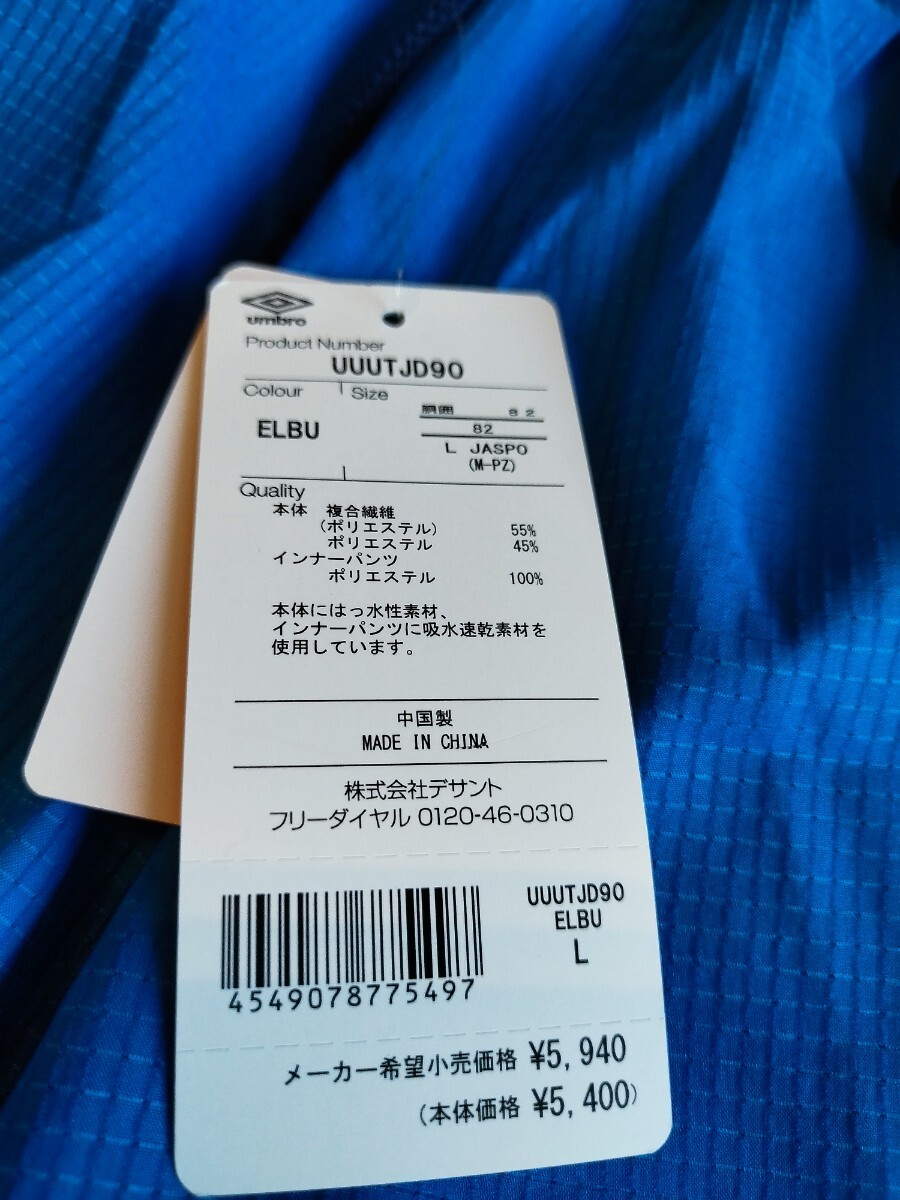 umbro
Product Number
UUUTJD90
Colour Size
胴囲 82
ELBU 82
L JASPO
(M-PZ)
Quality
本体 複合繊維
(ポリエステル) 55%
ポリエステル 45%
インナーパンツ
ポリエステル 100%
本体にはっ水性素材、
インナーパンツに吸水速乾素材を
使用しています。
中国製
MADE IN CHINA
株式会社デサント
フリーダイヤル 0120-46-0310
UUUTJD90
ELBU
L
4549078775497
メーカー希望小売価格 ¥5,940
(本体価格 ¥5,400)